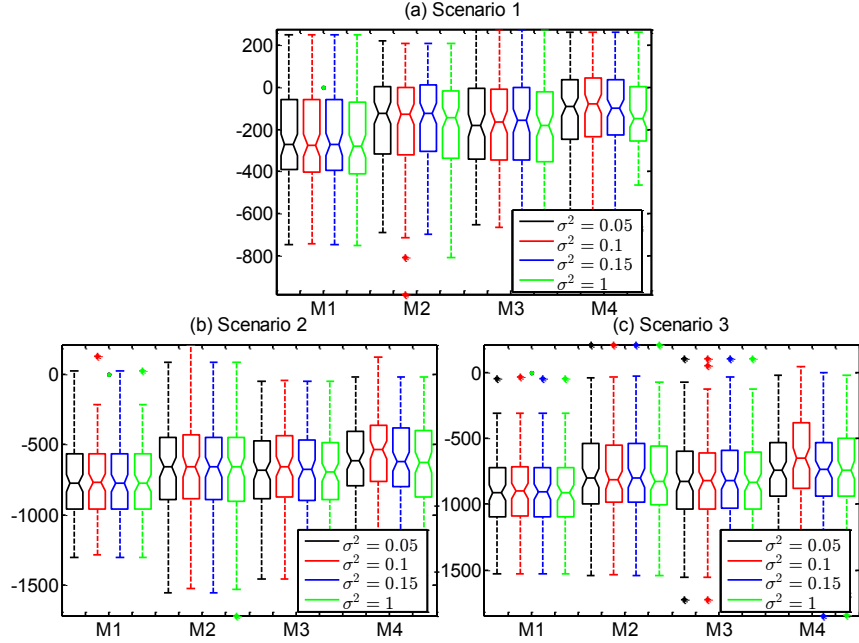 (a) Scenario 1
200
0
-200
-400
-600
-800
σ² = 0.05
σ² = 0.1
σ² = 0.15
σ² = 1
M1 M2 M3 M4
(b) Scenario 2
0
-500
-1000
-1500
σ² = 0.05
σ² = 0.1
σ² = 0.15
σ² = 1
M1 M2 M3 M4
(c) Scenario 3
0
-500
-1000
-1500
σ² = 0.05
σ² = 0.1
σ² = 0.15
σ² = 1
M1 M2 M3 M4